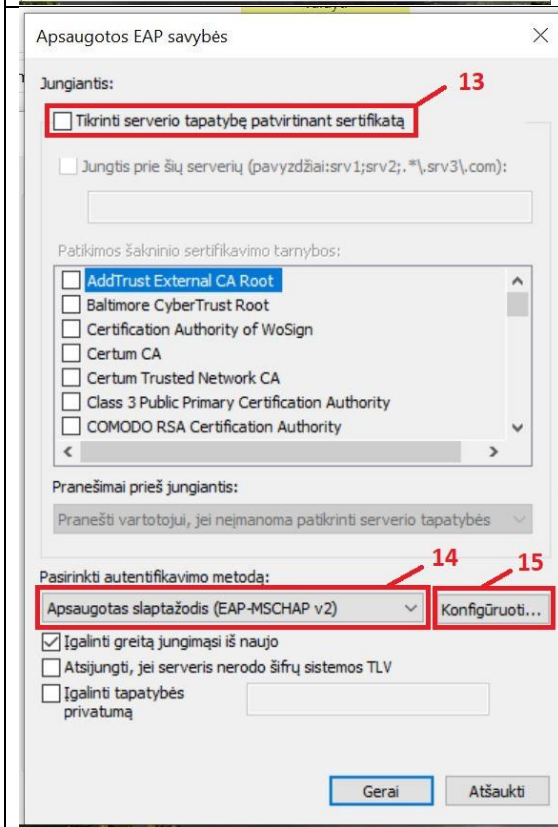 Apsaugotos EAP savybės
Jungiantis:
13
Tikrinti serverio tapatybę patvirtinant sertifikatą
Jungtis prie šių serverių (pavyzdžiai:srv1;srv2;.*\.srv3\.com):
Patikimos šakninio sertifikavimo tarnybos:
AddTrust External CA Root
Baltimore CyberTrust Root
Certification Authority of WoSign
Certum CA
Certum Trusted Network CA
Class 3 Public Primary Certification Authority
COMODO RSA Certification Authority
Pranešimai prieš jungiantis:
Pranešti vartotojui, jei neįmanoma patikrinti serverio tapatybės
14 15
Pasirinkti autentifikavimo metodą:
Apsaugotas slaptažodis (EAP-MSCHAP v2) Konfigūruoti...
Įgalinti greitą jungimąsi iš naujo
Atsijungti, jei serveris nerodo šifrų sistemos TLV
Įgalinti tapatybės
privatumą
Gerai Atšaukti